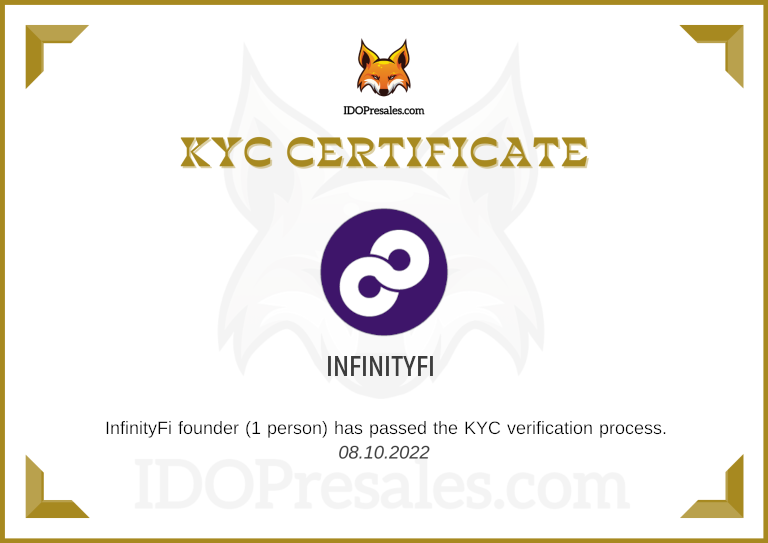 IDOPresales.com
KYC CERTIFICATE
INFINITYFI
InfinityFi founder (1 person) has passed the KYC verification process.
08.10.2022
IDOPresales.com